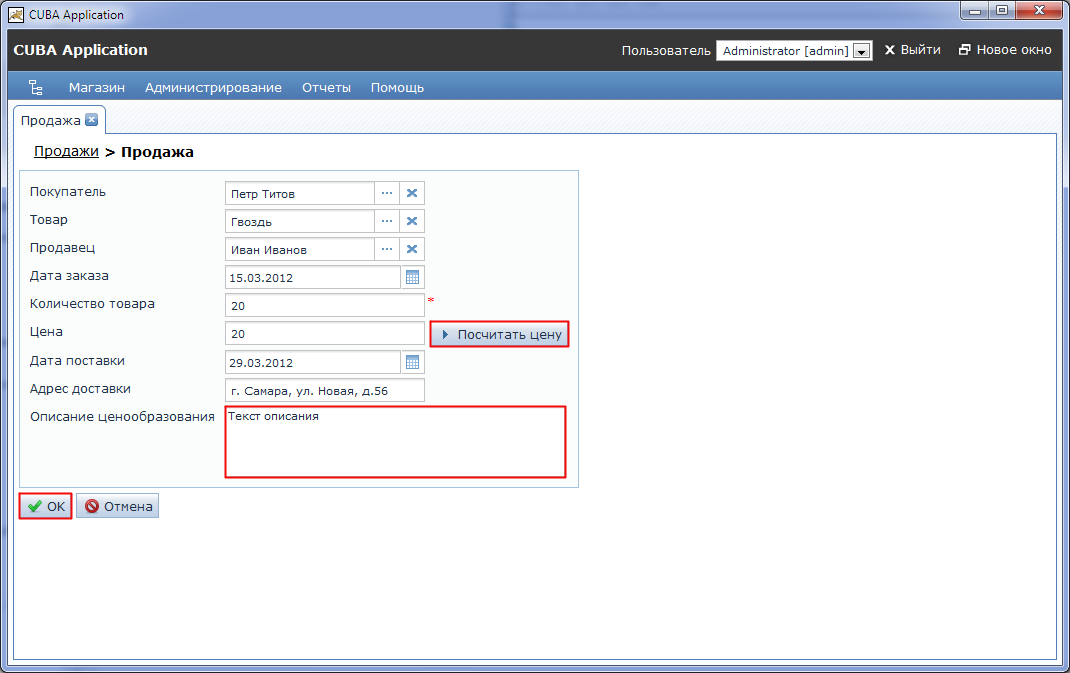 CUBA Application
CUBA Application Пользователь Administrator [admin] Выйти Новое окно
Магазин Администрирование Отчеты Помощь
Продажа
Продажи > Продажа
Покупатель Петр Титов
Товар Гвоздь
Продавец Иван Иванов
Дата заказа 15.03.2012
Количество товара 20 *
Цена 20 Посчитать цену
Дата поставки 29.03.2012
Адрес доставки г. Самара, ул. Новая, д.56
Описание ценообразования Текст описания
OK Отмена